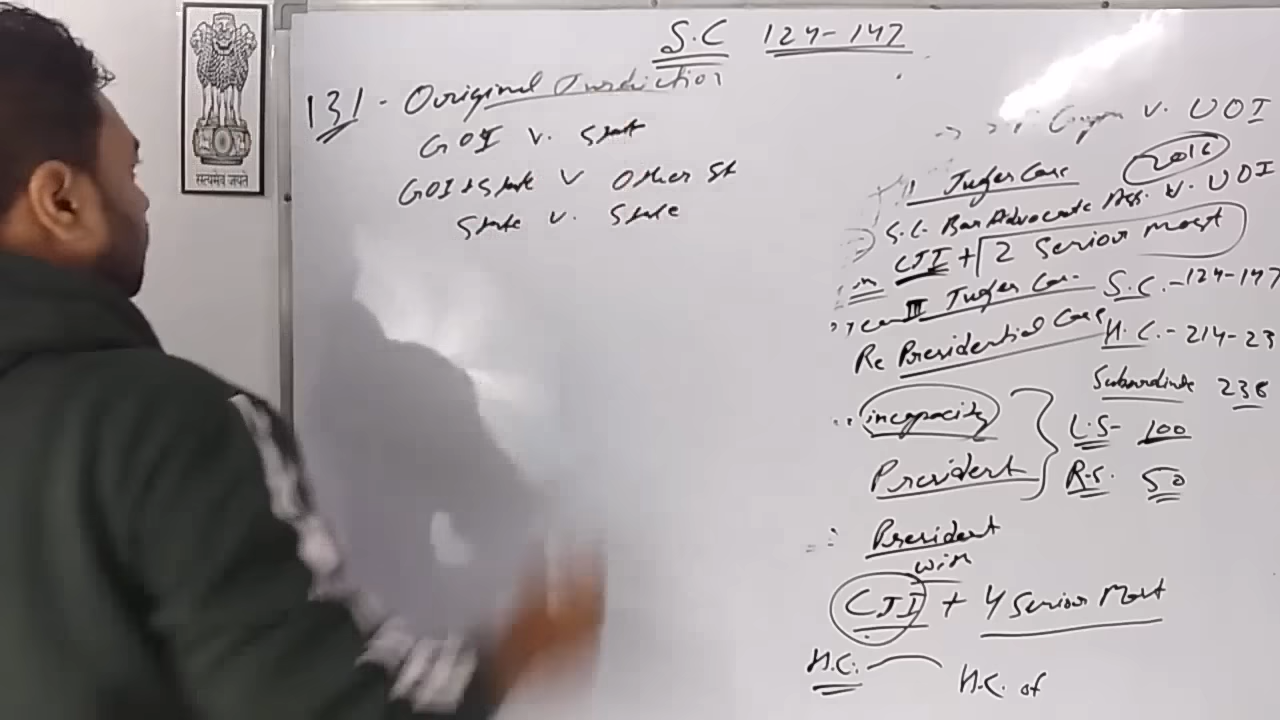 S.C 124-147
131 - Original Jurdiction
GOI V. State
GOI+State V Other St
State V. State
सत्यमेव जयते
V. UOI
Judges Case 2016
S.C. Bar Advocate Ass. V. UOI
CJI + 2 Senior most
III Judges Case
Re Presidential Case
S.C. - 124-147
H.C. - 214-23
Subordinate 238
incapacity
President
L.S- 100
R.S. 50
President
with
CJI + 4 Senior Most
H.C. H.C. of